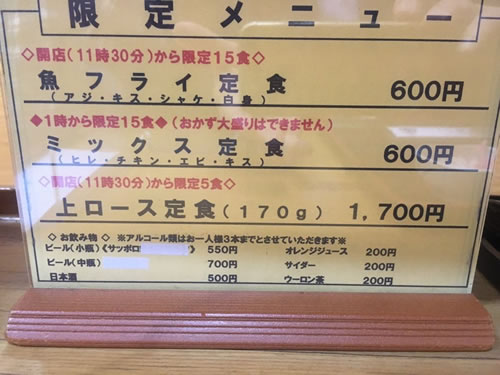 限定メニュー
◇開店(11時30分)から限定15食◇
魚フライ定食 600円
(アジ・キス・シャケ・白身)
◆1時から限定15食◆(おかず大盛りはできません)
ミックス定食 600円
(ヒレ・チキン・エビ・キス)
◇開店(11時30分)から限定5食◇
上ロース定食(170g) 1,700円
◇お飲み物◇ ※アルコール類はお一人様3本までとさせていただきます※
ビール(小瓶)《サッポロ 》 550円 オレンジジュース 200円
ビール(中瓶) 700円 サイダー 200円
日本酒 500円 ウーロン茶 200円